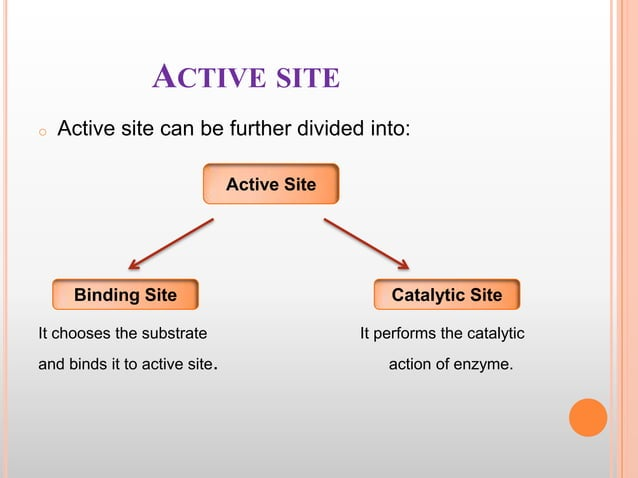 ACTIVE SITE
o Active site can be further divided into:
Active Site
Binding Site
Catalytic Site
It chooses the substrate
and binds it to active site.
It performs the catalytic
action of enzyme.